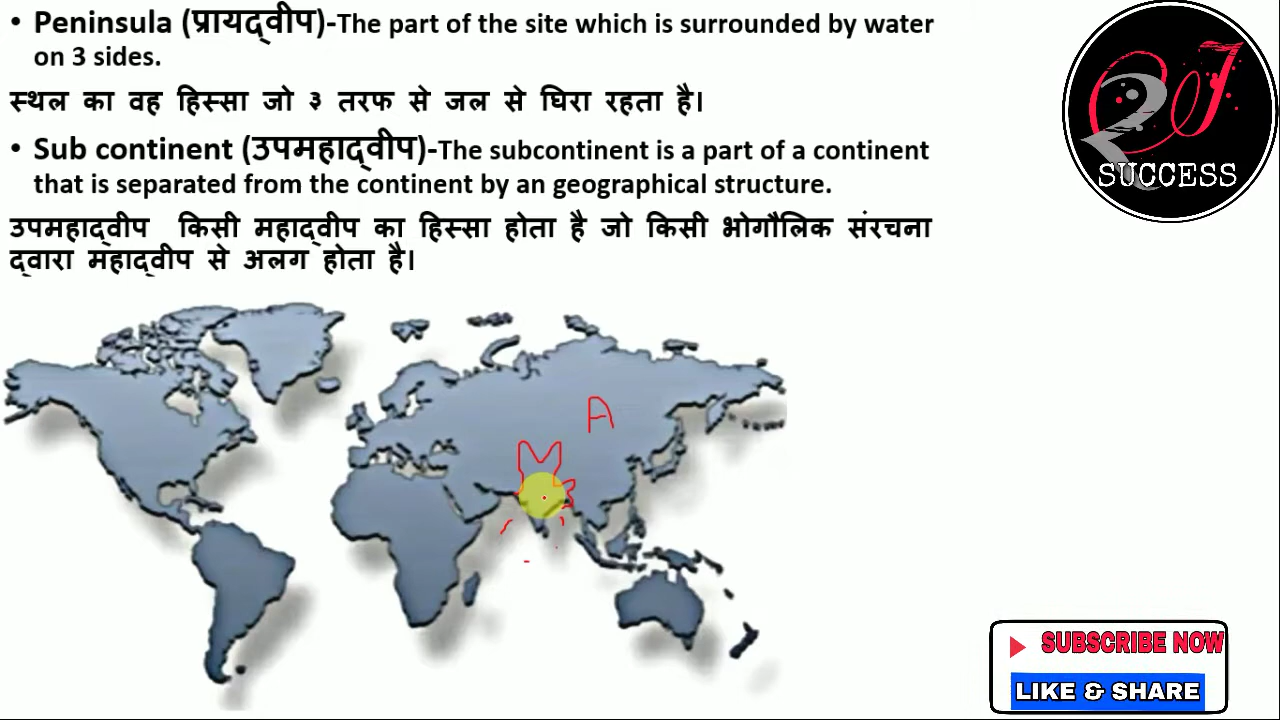 • Peninsula (प्रायद्वीप)-The part of the site which is surrounded by water
on 3 sides.
स्थल का वह हिस्सा जो ३ तरफ से जल से घिरा रहता है।
• Sub continent (उपमहाद्वीप)-The subcontinent is a part of a continent
that is separated from the continent by an geographical structure.
उपमहाद्वीप किसी महाद्वीप का हिस्सा होता है जो किसी भोगौलिक संरचना
द्वारा महाद्वीप से अलग होता है।
A
2J
SUCCESS
SUBSCRIBE NOW
LIKE & SHARE